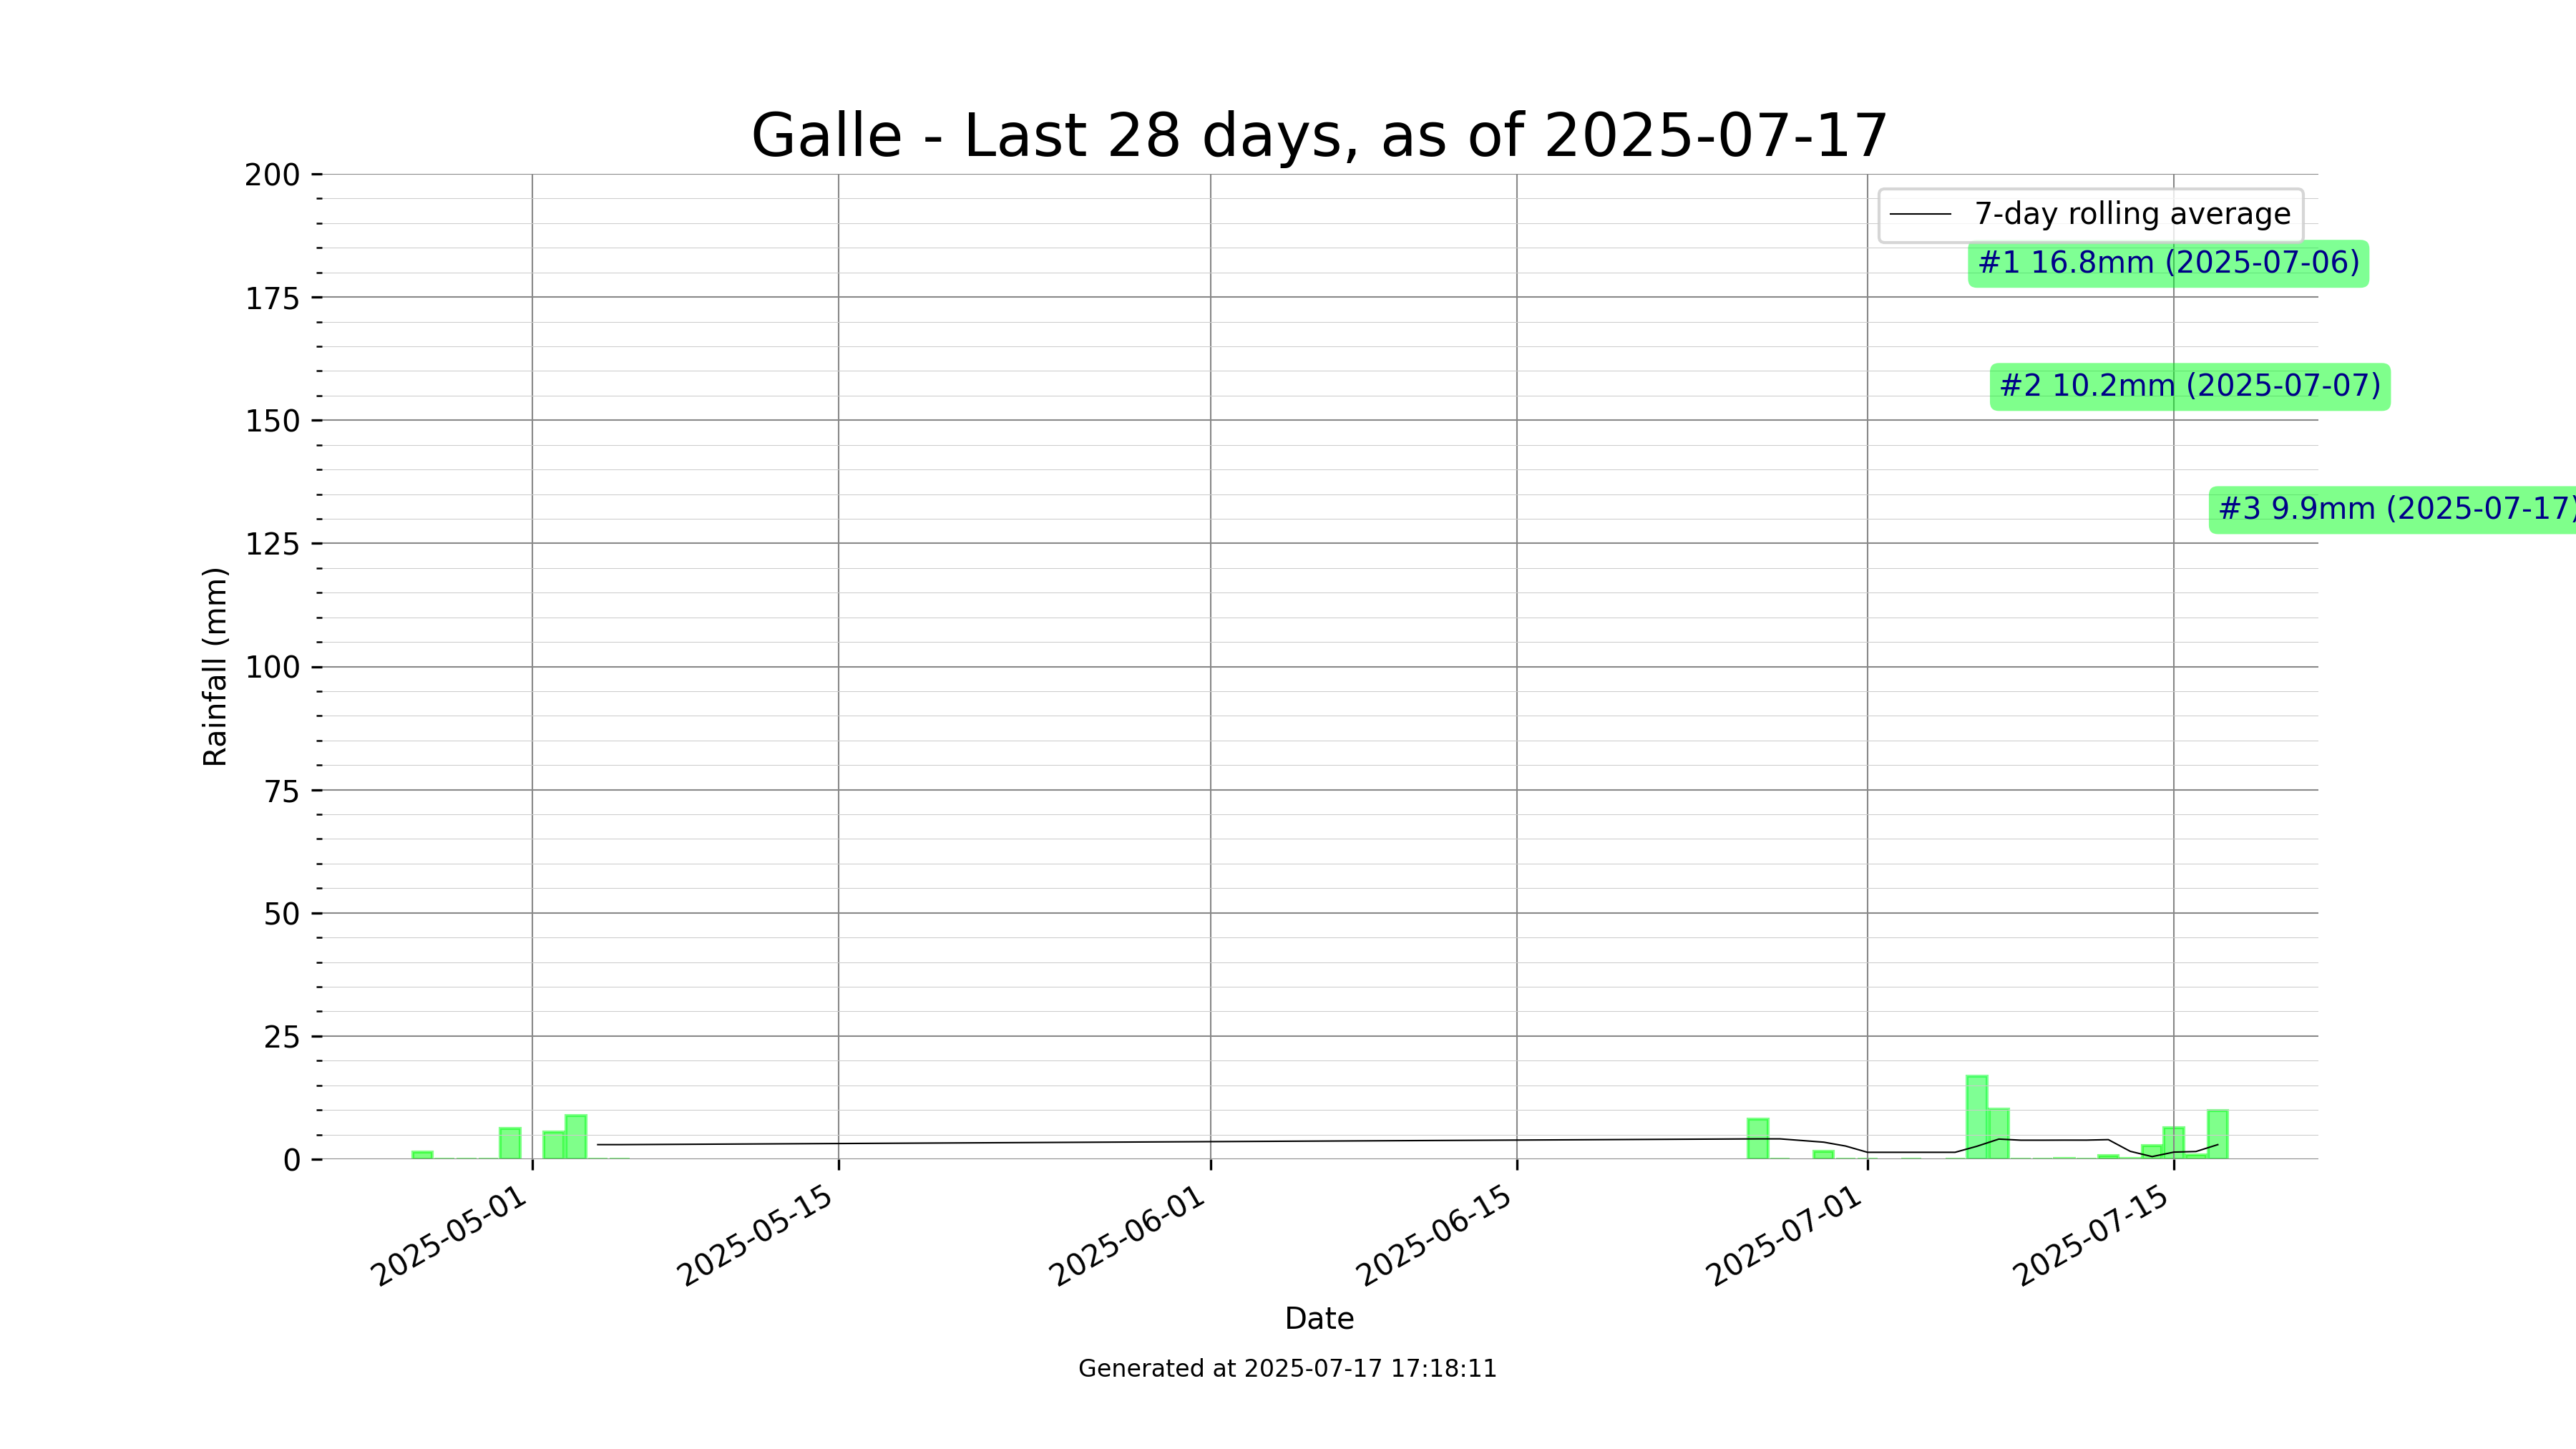 Galle - Last 28 days, as of 2025-07-17
200
175
150
125
100
75
50
25
0
Rainfall (mm)
7-day rolling average
#1 16.8mm (2025-07-06)
#2 10.2mm (2025-07-07)
#3 9.9mm (2025-07-17)
2025-05-01
2025-05-15
2025-06-01
2025-06-15
2025-07-01
2025-07-15
Date
Generated at 2025-07-17 17:18:11